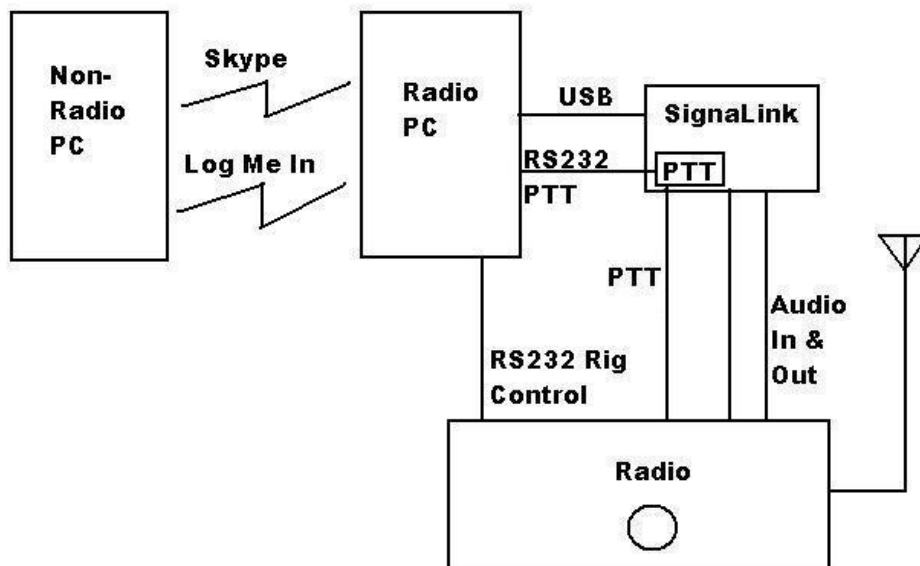 Non-
Radio
PC
Skype
Log Me In
Radio
PC
USB
RS232
PTT
SignaLink
PTT
PTT
Audio
In &
Out
RS232 Rig
Control
Radio